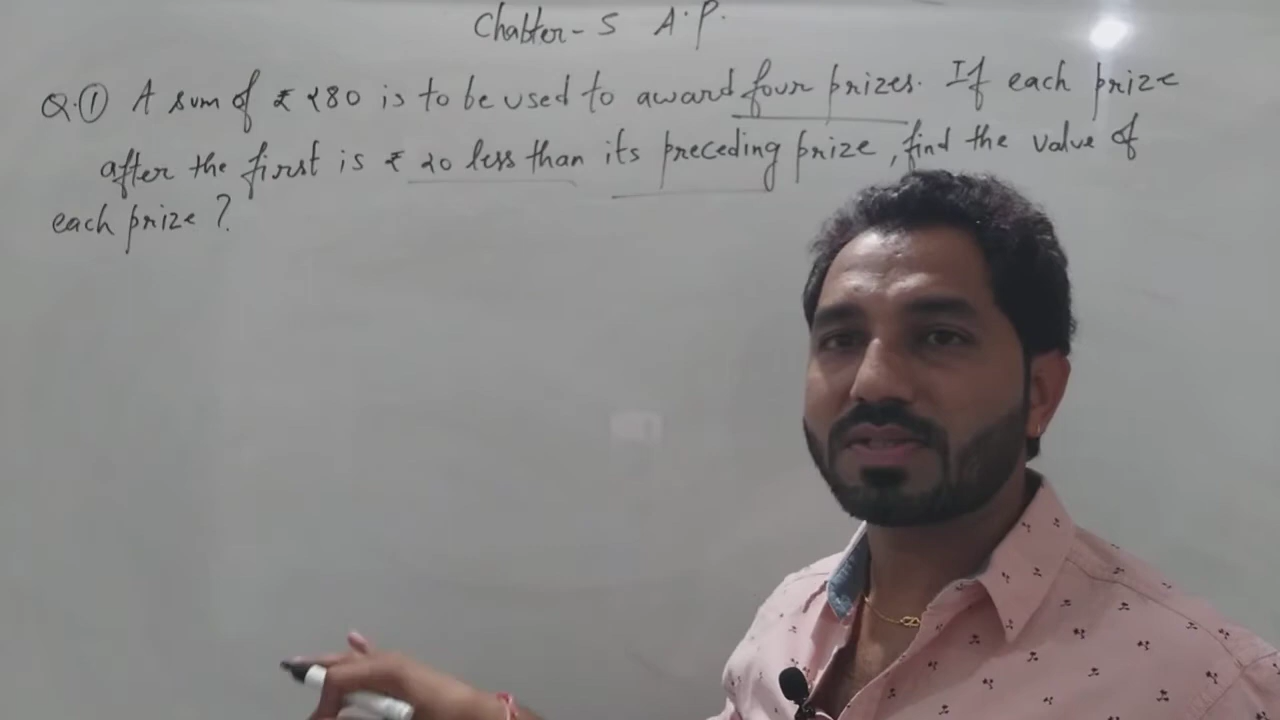 Chapter - 5 A.P.
Q.① A sum of ₹ 280 is to be used to award four prizes. If each prize
after the first is ₹ 20 less than its preceding prize, find the value of
each prize ?